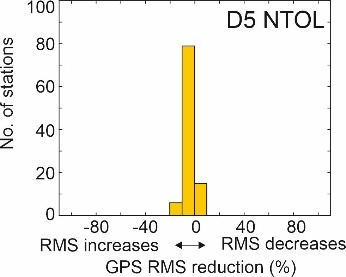 D5 NTOL
No. of stations
100
80
60
40
20
0
-80 -40 0 40 80
RMS increases RMS decreases
GPS RMS reduction (%)